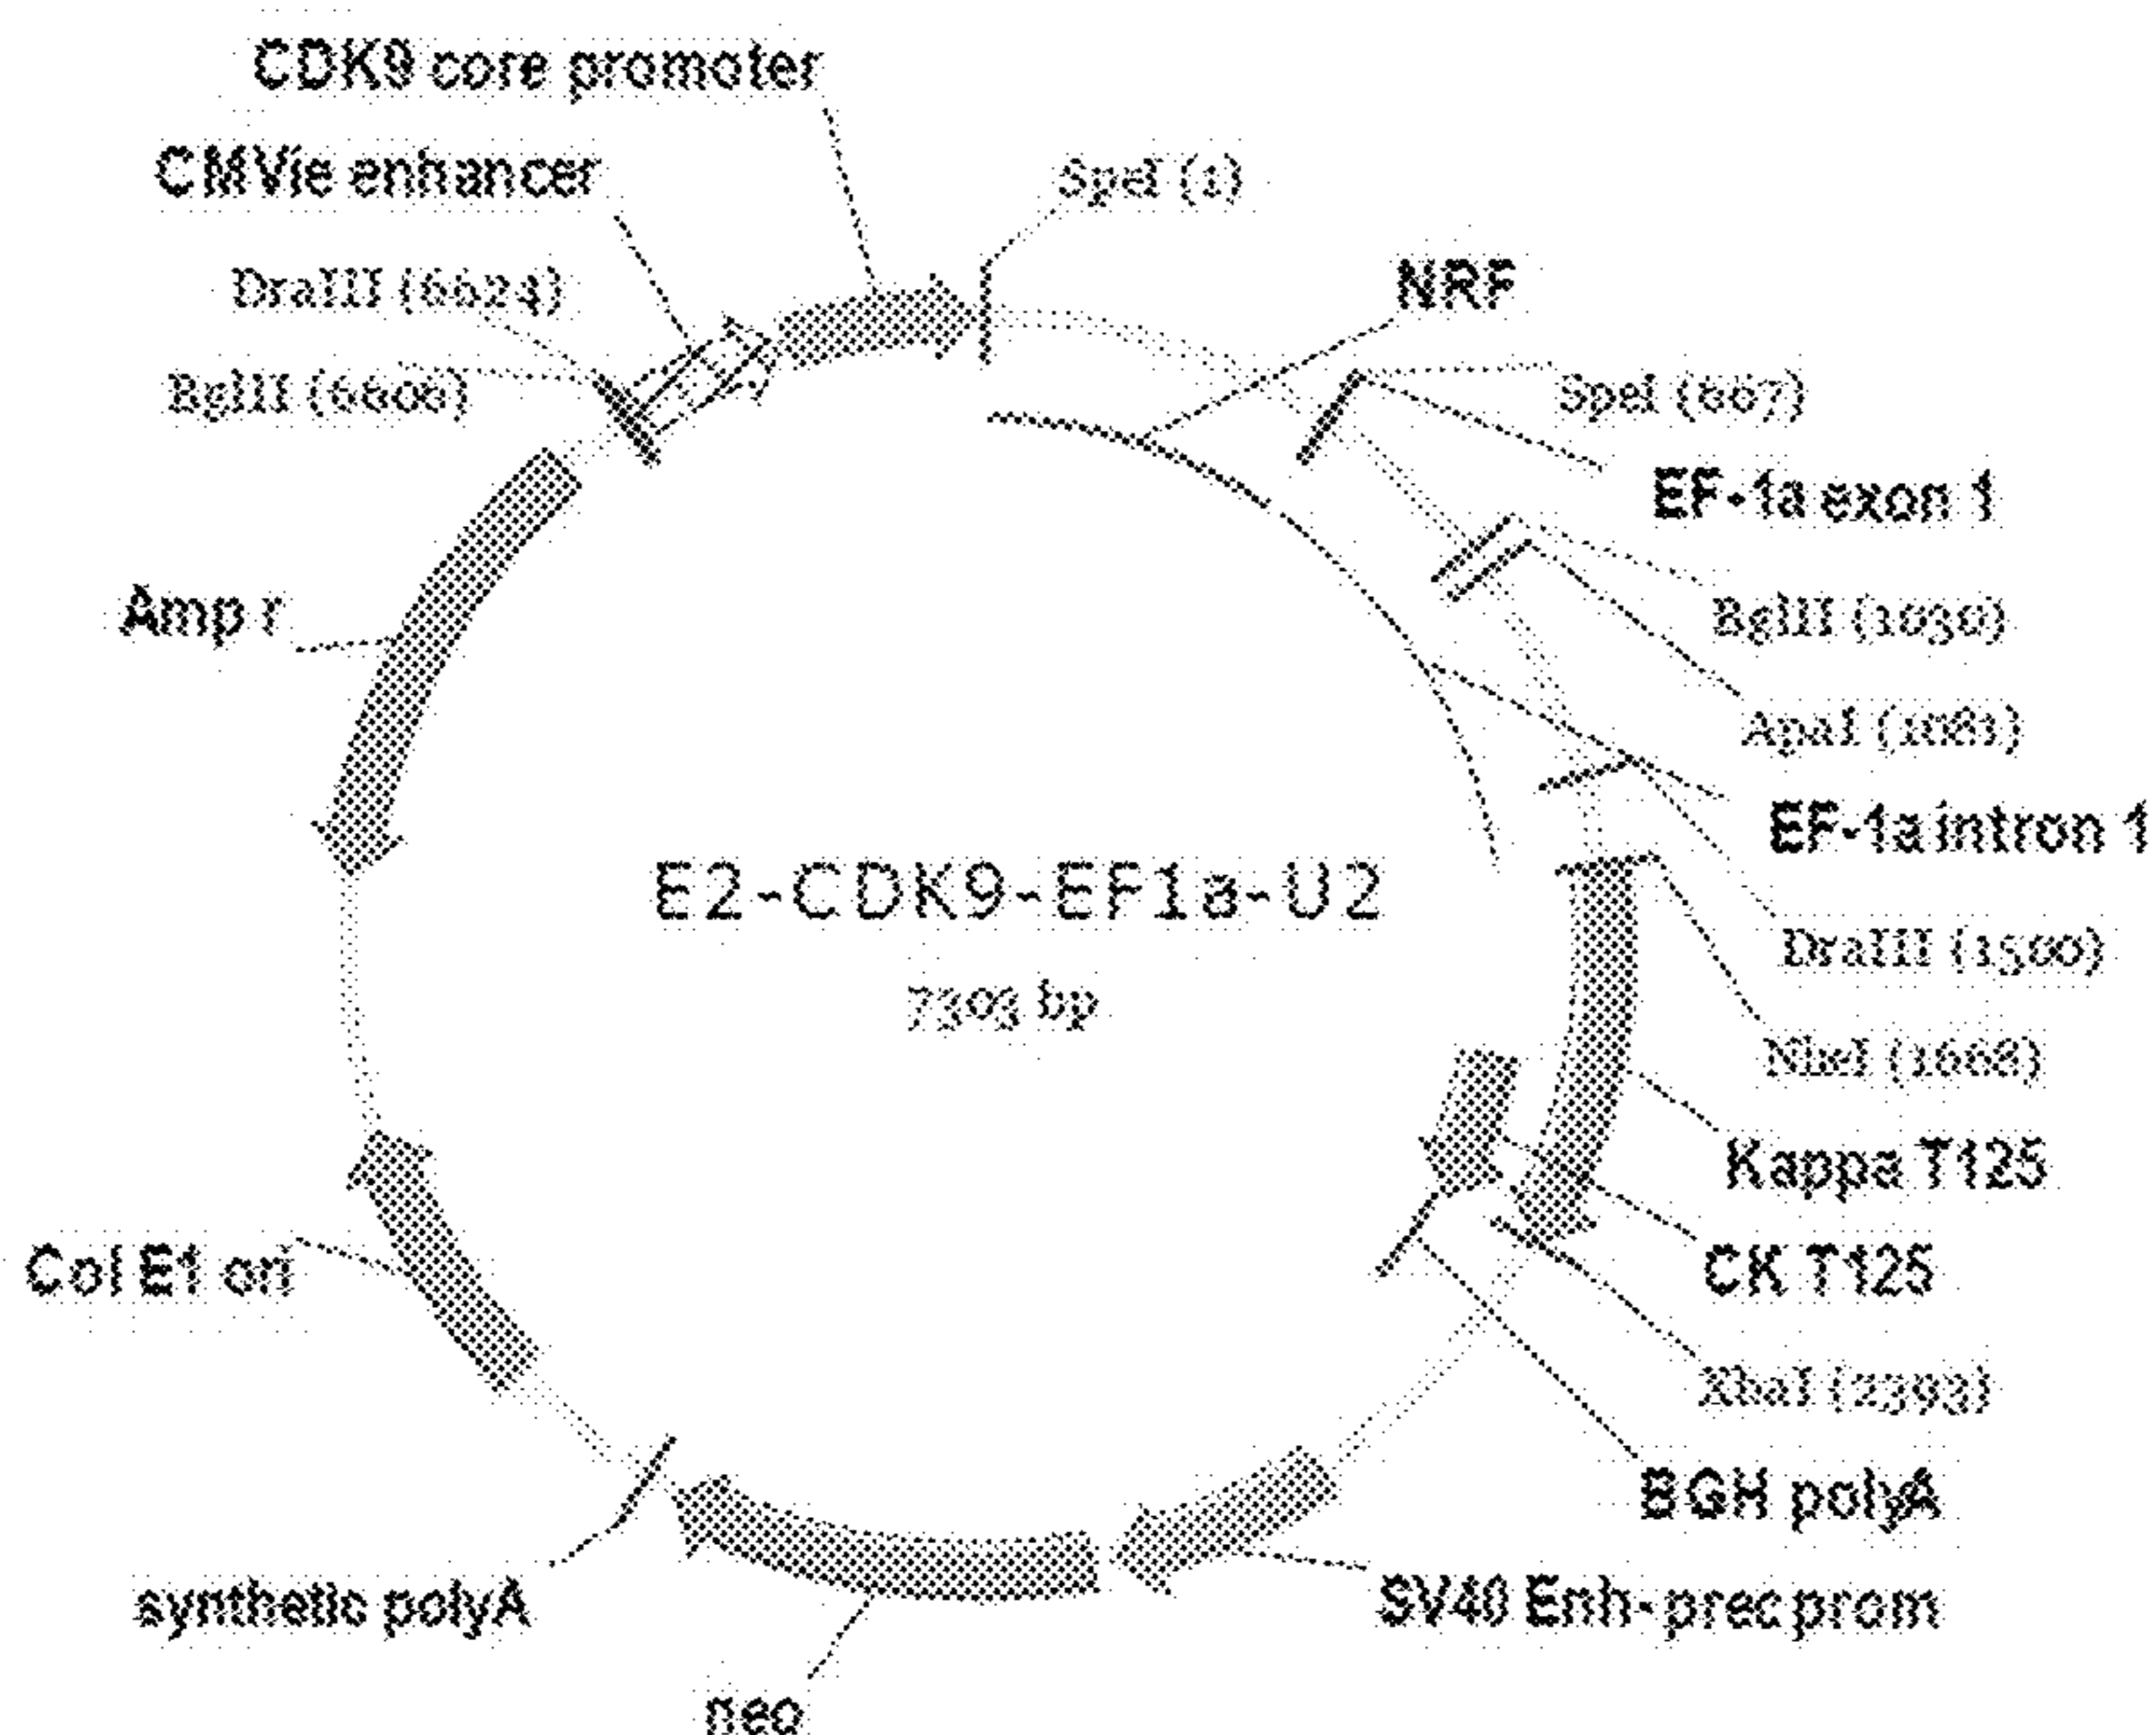 CDK9 core promoter
CMVie enhancer
SpeI (1)
DraIII (6624)
NRF
BglII (6606)
SpeI (667)
EF-1a exon 1
Amp r
BglII (1030)
ApaI (1081)
EF-1a intron 1
E2-CDK9-EF1a-U2
DraIII (1500)
7303 bp
NheI (1668)
Kappa T125
Col E1 ori
CK T125
XbaI (2393)
BGH polyA
synthetic polyA
SV40 Enh- prec prom
neo